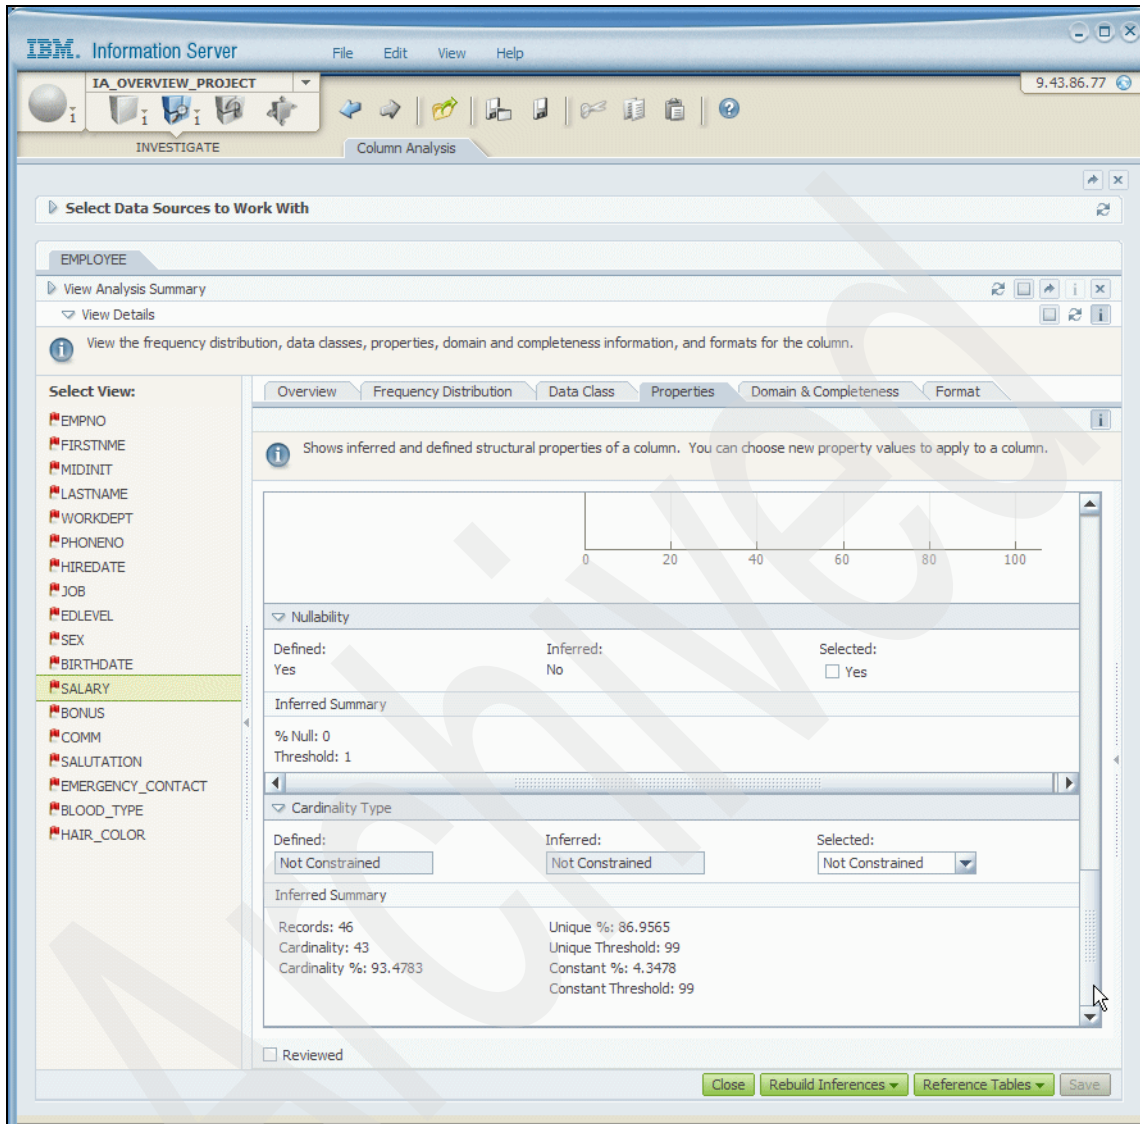 IBM. Information Server File Edit View Help
IA_OVERVIEW_PROJECT 9.43.86.77
i i i
INVESTIGATE Column Analysis
Select Data Sources to Work With
EMPLOYEE
View Analysis Summary
View Details
View the frequency distribution, data classes, properties, domain and completeness information, and formats for the column.
Select View:
EMPNO
FIRSTNME
MIDINIT
LASTNAME
WORKDEPT
PHONENO
HIREDATE
JOB
EDLEVEL
SEX
BIRTHDATE
SALARY
BONUS
COMM
SALUTATION
EMERGENCY_CONTACT
BLOOD_TYPE
HAIR_COLOR
Overview Frequency Distribution Data Class Properties Domain & Completeness Format
Shows inferred and defined structural properties of a column. You can choose new property values to apply to a column.
0 20 40 60 80 100
Nullability
Defined: Inferred: Selected:
Yes No Yes
Inferred Summary
% Null: 0
Threshold: 1
Cardinality Type
Defined: Inferred: Selected:
Not Constrained Not Constrained Not Constrained
Inferred Summary
Records: 46 Unique %: 86.9565
Cardinality: 43 Unique Threshold: 99
Cardinality %: 93.4783 Constant %: 4.3478
Constant Threshold: 99
Reviewed
Close Rebuild Inferences Reference Tables Save
Archived